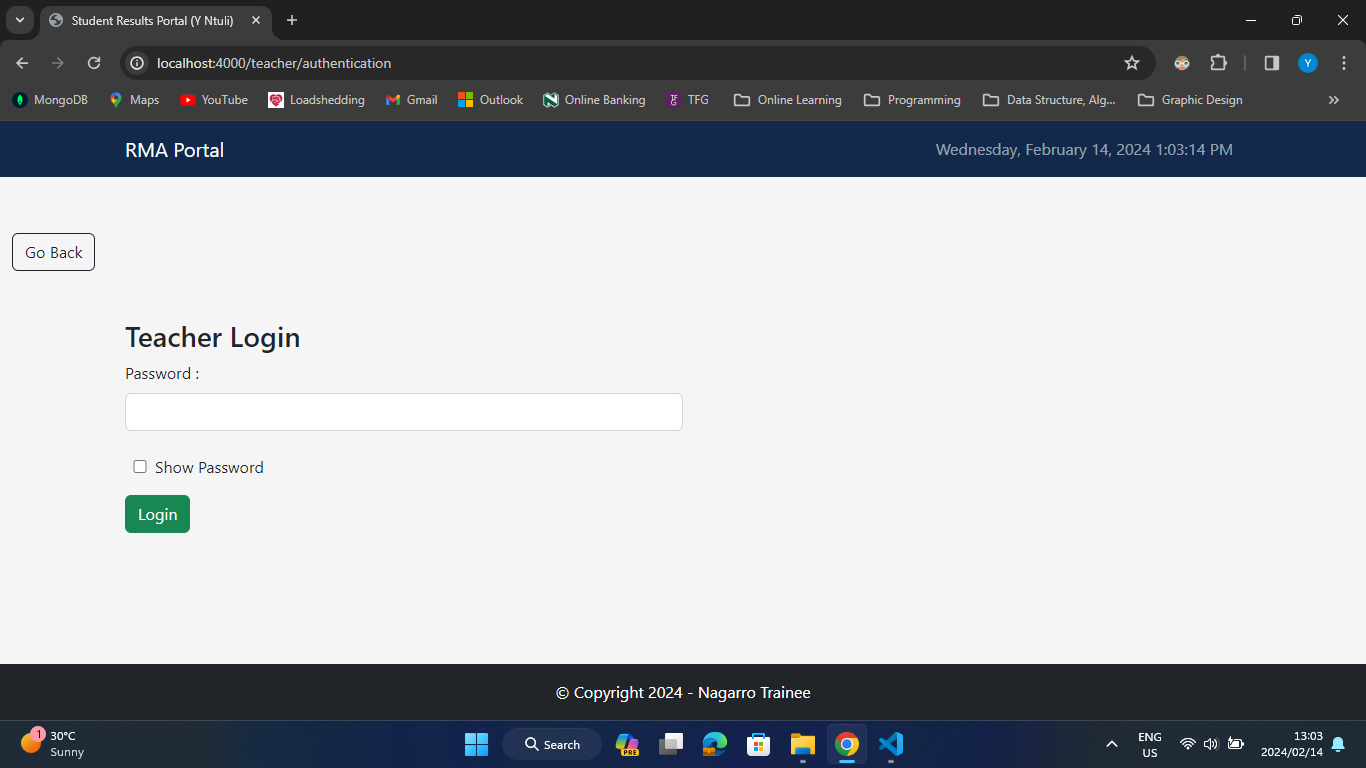 Student Results Portal (Y Ntuli)
localhost:4000/teacher/authentication
Y
MongoDB Maps YouTube Loadshedding Gmail Outlook Online Banking TFG Online Learning Programming Data Structure, Alg... Graphic Design
RMA Portal Wednesday, February 14, 2024 1:03:14 PM
Go Back
Teacher Login
Password :
Show Password
Login
© Copyright 2024 - Nagarro Trainee
1 30°C
Sunny
Search
PRE
ENG
US
13:03
2024/02/14